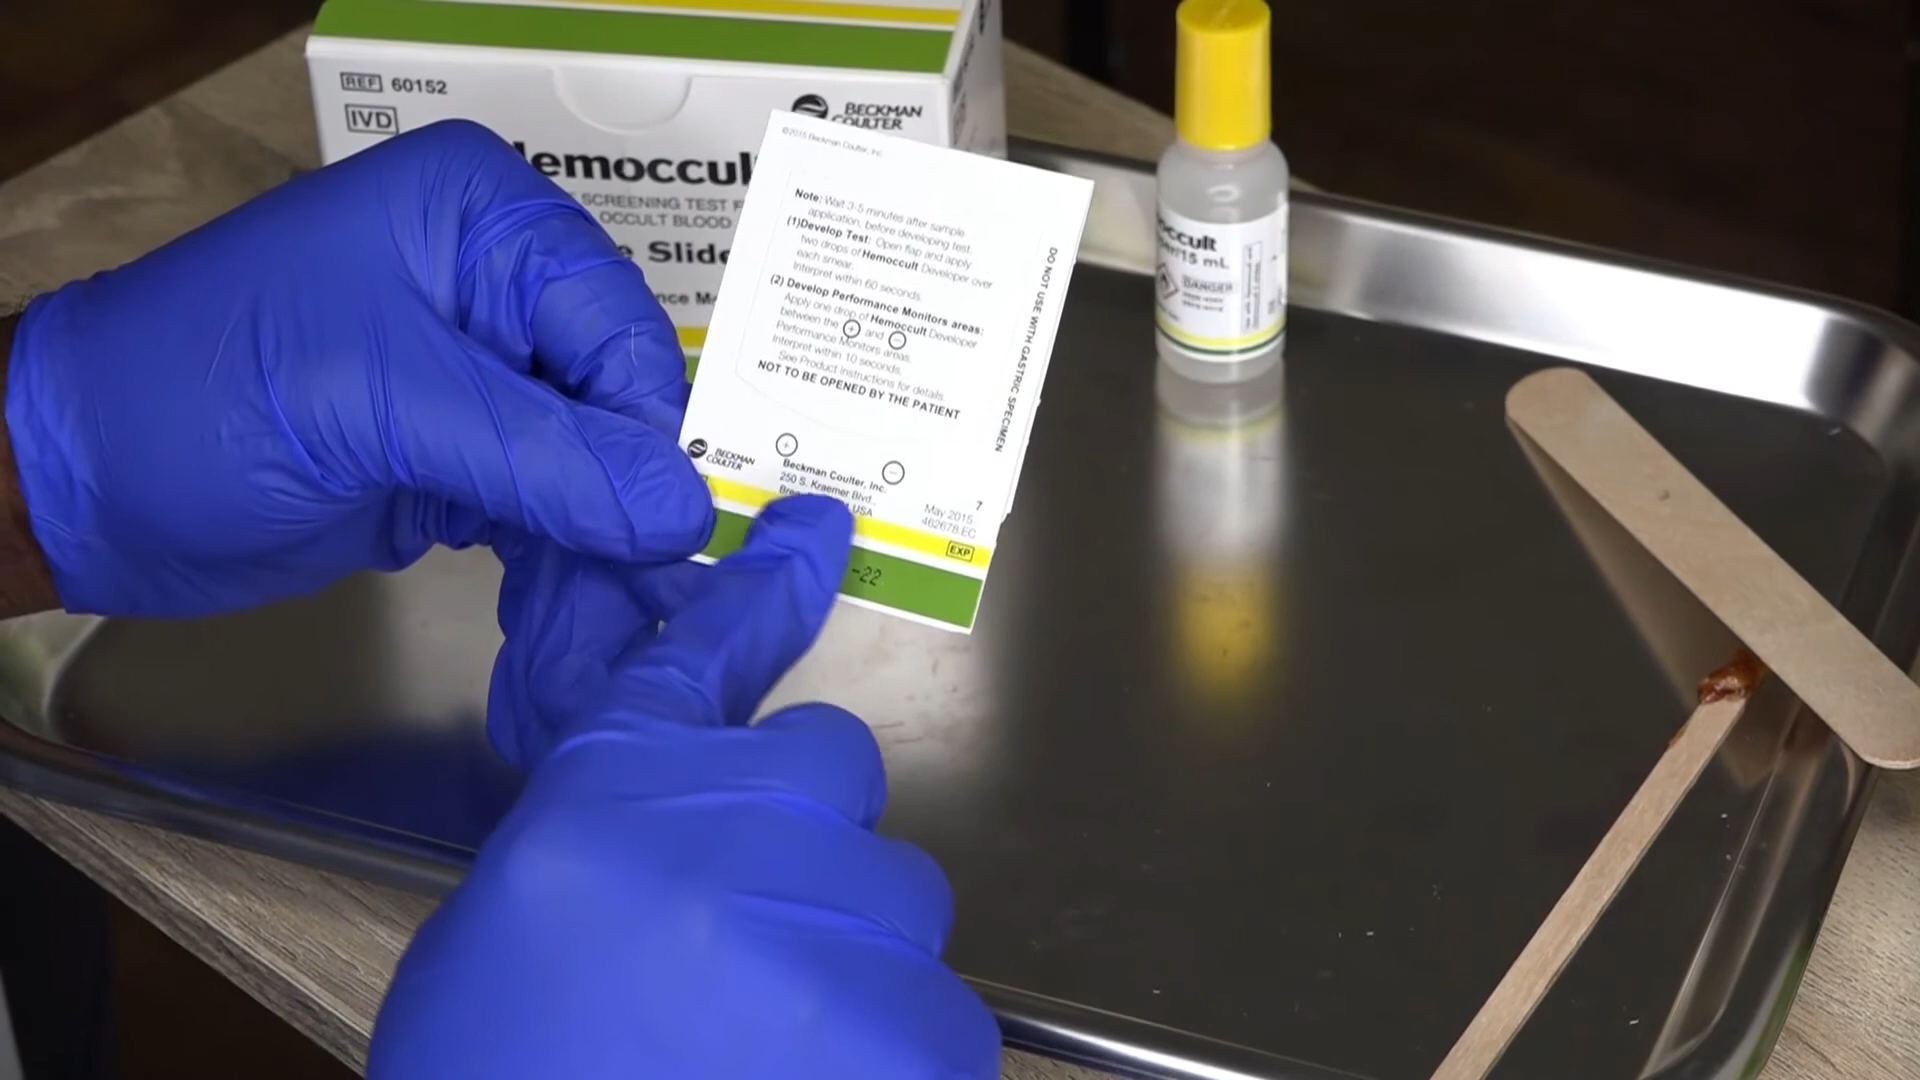 REF 60152
IVD
BECKMAN
COULTER
emoccul
SCREENING TEST F
OCCULT BLOOD
e Slide
nce M
©2015 Beckman Coulter, Inc.
Note: Wait 3-5 minutes after sample
application, before developing test.
(1)Develop Test: Open flap and apply
two drops of Hemoccult Developer over
each smear.
Interpret within 60 seconds.
(2) Develop Performance Monitors areas:
Apply one drop of Hemoccult Developer
between the + and −
Performance Monitors areas.
Interpret within 10 seconds.
See Product Instructions for details.
NOT TO BE OPENED BY THE PATIENT
DO NOT USE WITH GASTRIC SPECIMEN
+ −
BECKMAN
COULTER
Beckman Coulter, Inc.
250 S. Kraemer Blvd.,
USA
7
May 2015
462678.EC
EXP
-22
occult
15 mL
DANGER